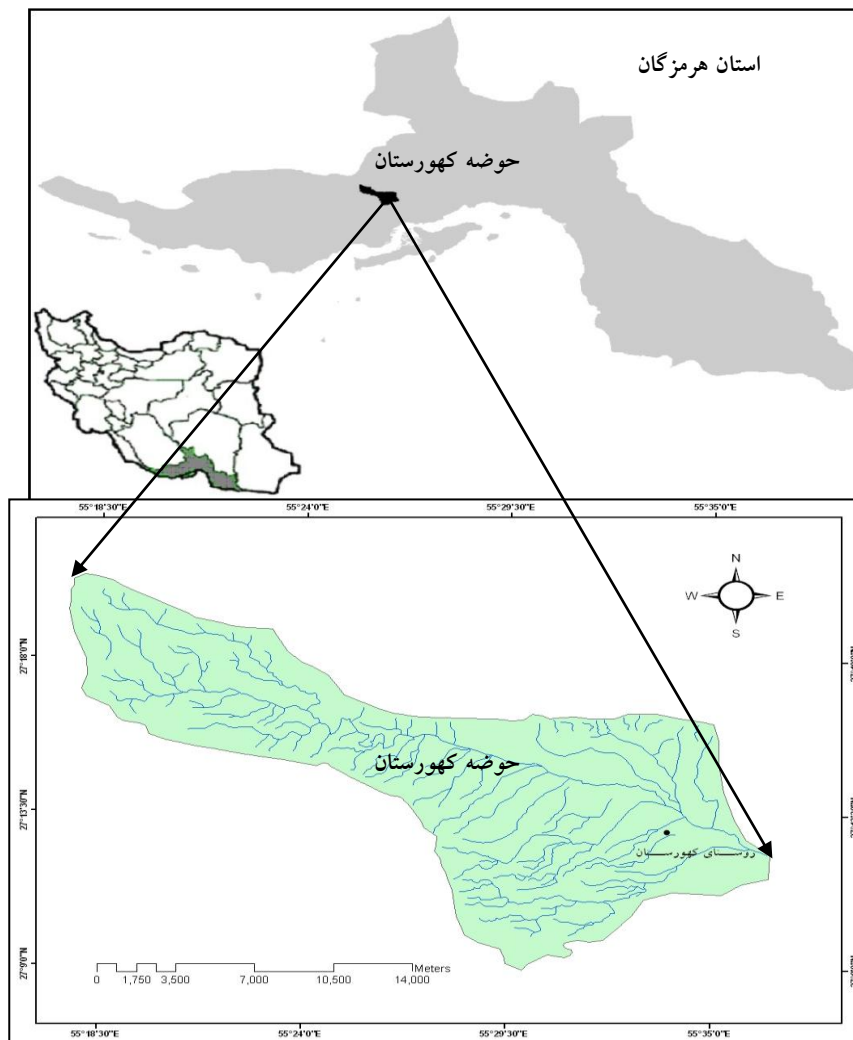 استان هرمزگان
حوضه کهورستان
55°18'30"E 55°24'0"E 55°29'30"E 55°35'0"E
N
W E
S
27°18'0"N
حوضه کهورستان
27°13'30"N
روستای کهورستان
27°9'0"N
Meters
0 1,750 3,500 7,000 10,500 14,000
55°18'30"E 55°24'0"E 55°29'30"E 55°35'0"E